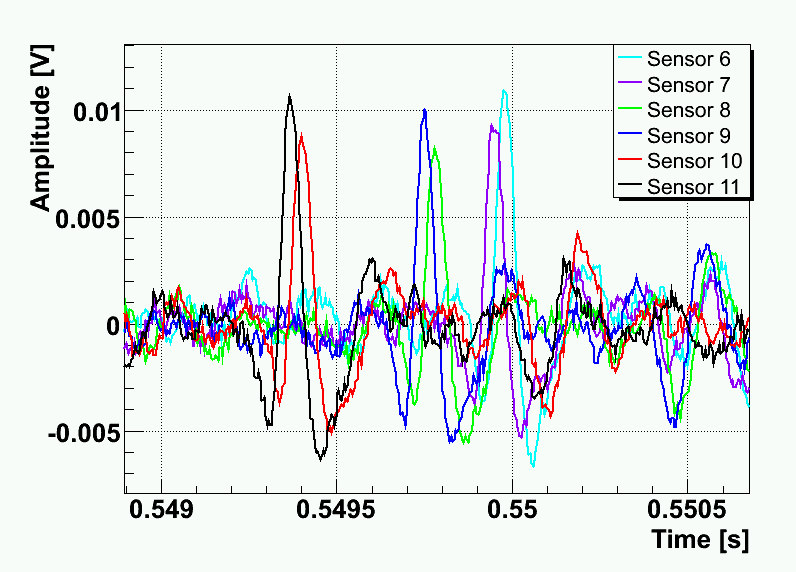 Amplitude [V]
0.01
0.005
0
-0.005
0.549
0.5495
0.55
0.5505
Time [s]
Sensor 6
Sensor 7
Sensor 8
Sensor 9
Sensor 10
Sensor 11